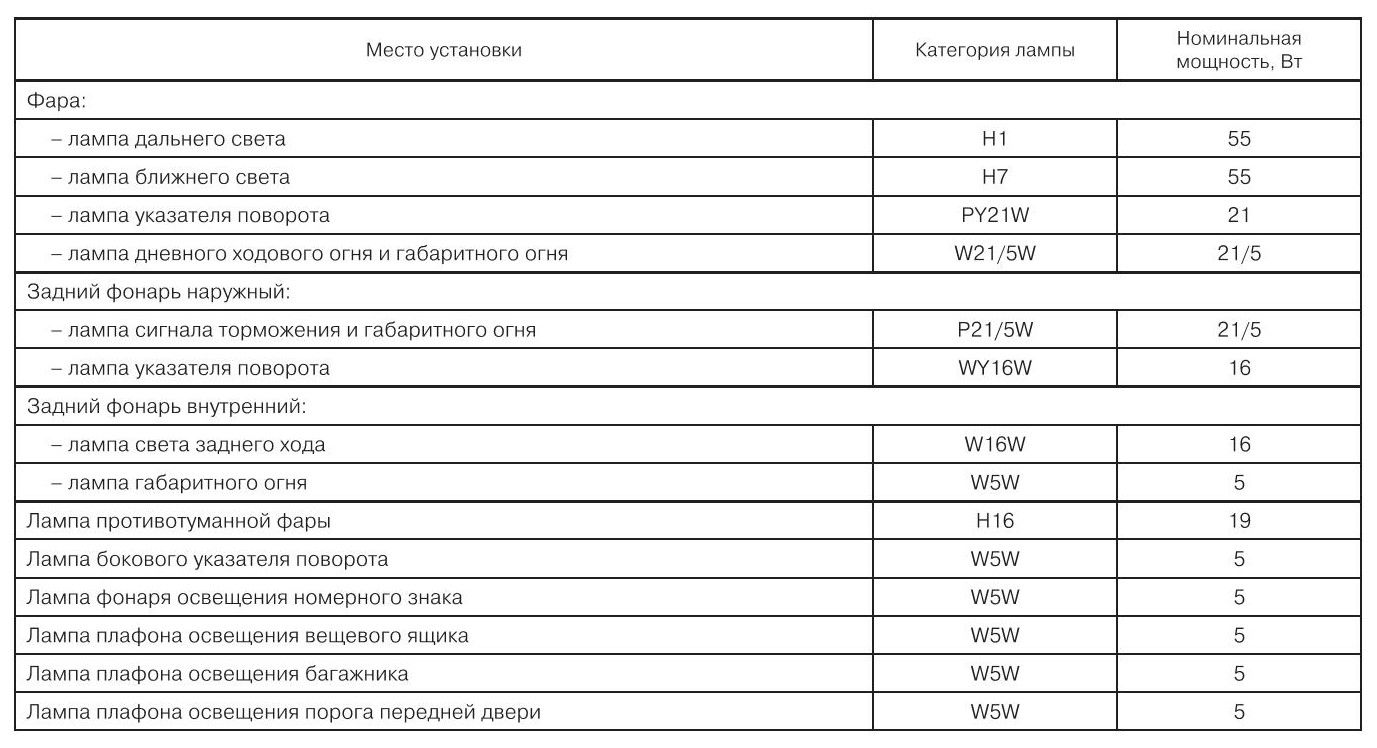 Место установки Категория лампы Номинальная
мощность, Вт
Фара:
– лампа дальнего света H1 55
– лампа ближнего света H7 55
– лампа указателя поворота PY21W 21
– лампа дневного ходового огня и габаритного огня W21/5W 21/5
Задний фонарь наружный:
– лампа сигнала торможения и габаритного огня P21/5W 21/5
– лампа указателя поворота WY16W 16
Задний фонарь внутренний:
– лампа света заднего хода W16W 16
– лампа габаритного огня W5W 5
Лампа противотуманной фары H16 19
Лампа бокового указателя поворота W5W 5
Лампа фонаря освещения номерного знака W5W 5
Лампа плафона освещения вещевого ящика W5W 5
Лампа плафона освещения багажника W5W 5
Лампа плафона освещения порога передней двери W5W 5